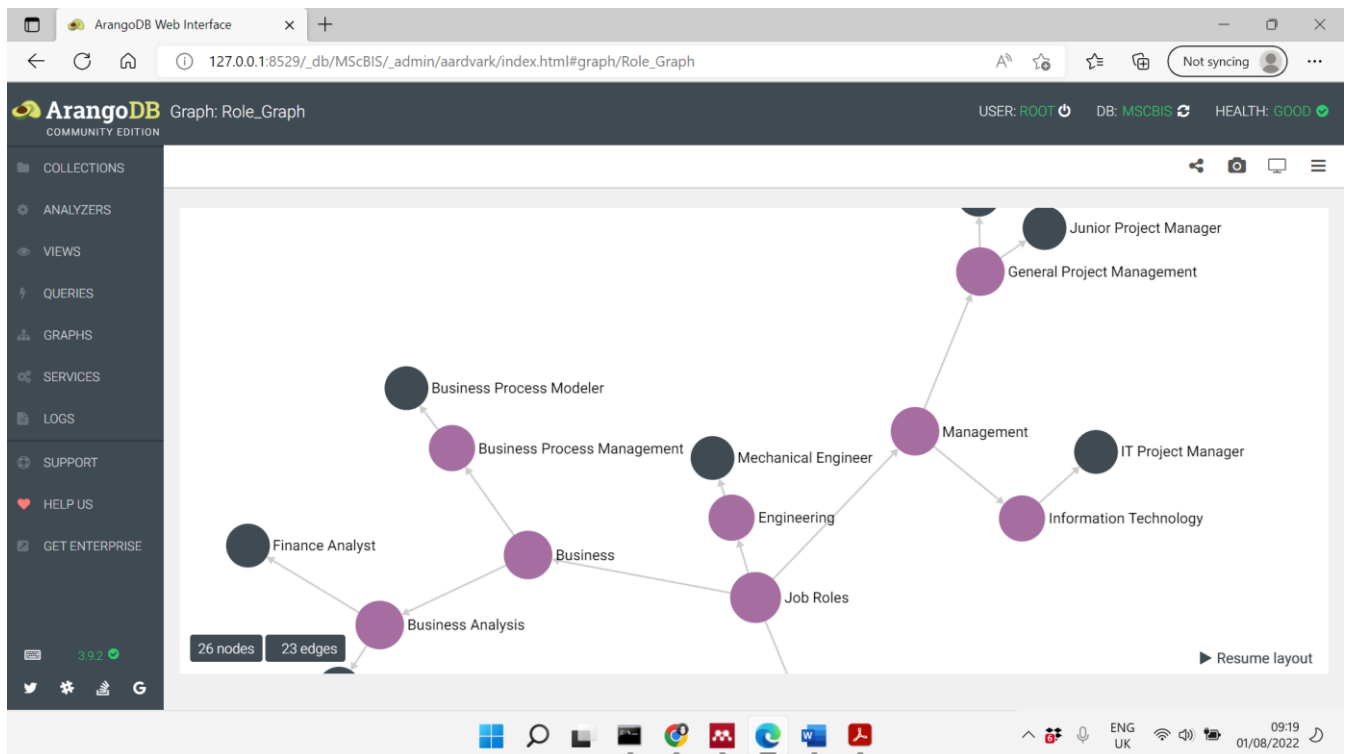 ArangoDB Web Interface
127.0.0.1:8529/_db/MScBIS/_admin/aardvark/index.html#graph/Role_Graph
Not syncing
ArangoDB
COMMUNITY EDITION
Graph: Role_Graph
USER: ROOT
DB: MSCBIS
HEALTH: GOOD
COLLECTIONS
ANALYZERS
VIEWS
QUERIES
GRAPHS
SERVICES
LOGS
SUPPORT
HELP US
GET ENTERPRISE
3.9.2
Junior Project Manager
General Project Management
Business Process Modeler
Management
Business Process Management
Mechanical Engineer
IT Project Manager
Engineering
Information Technology
Finance Analyst
Business
Job Roles
Business Analysis
26 nodes
23 edges
Resume layout
ENG
UK
09:19
01/08/2022